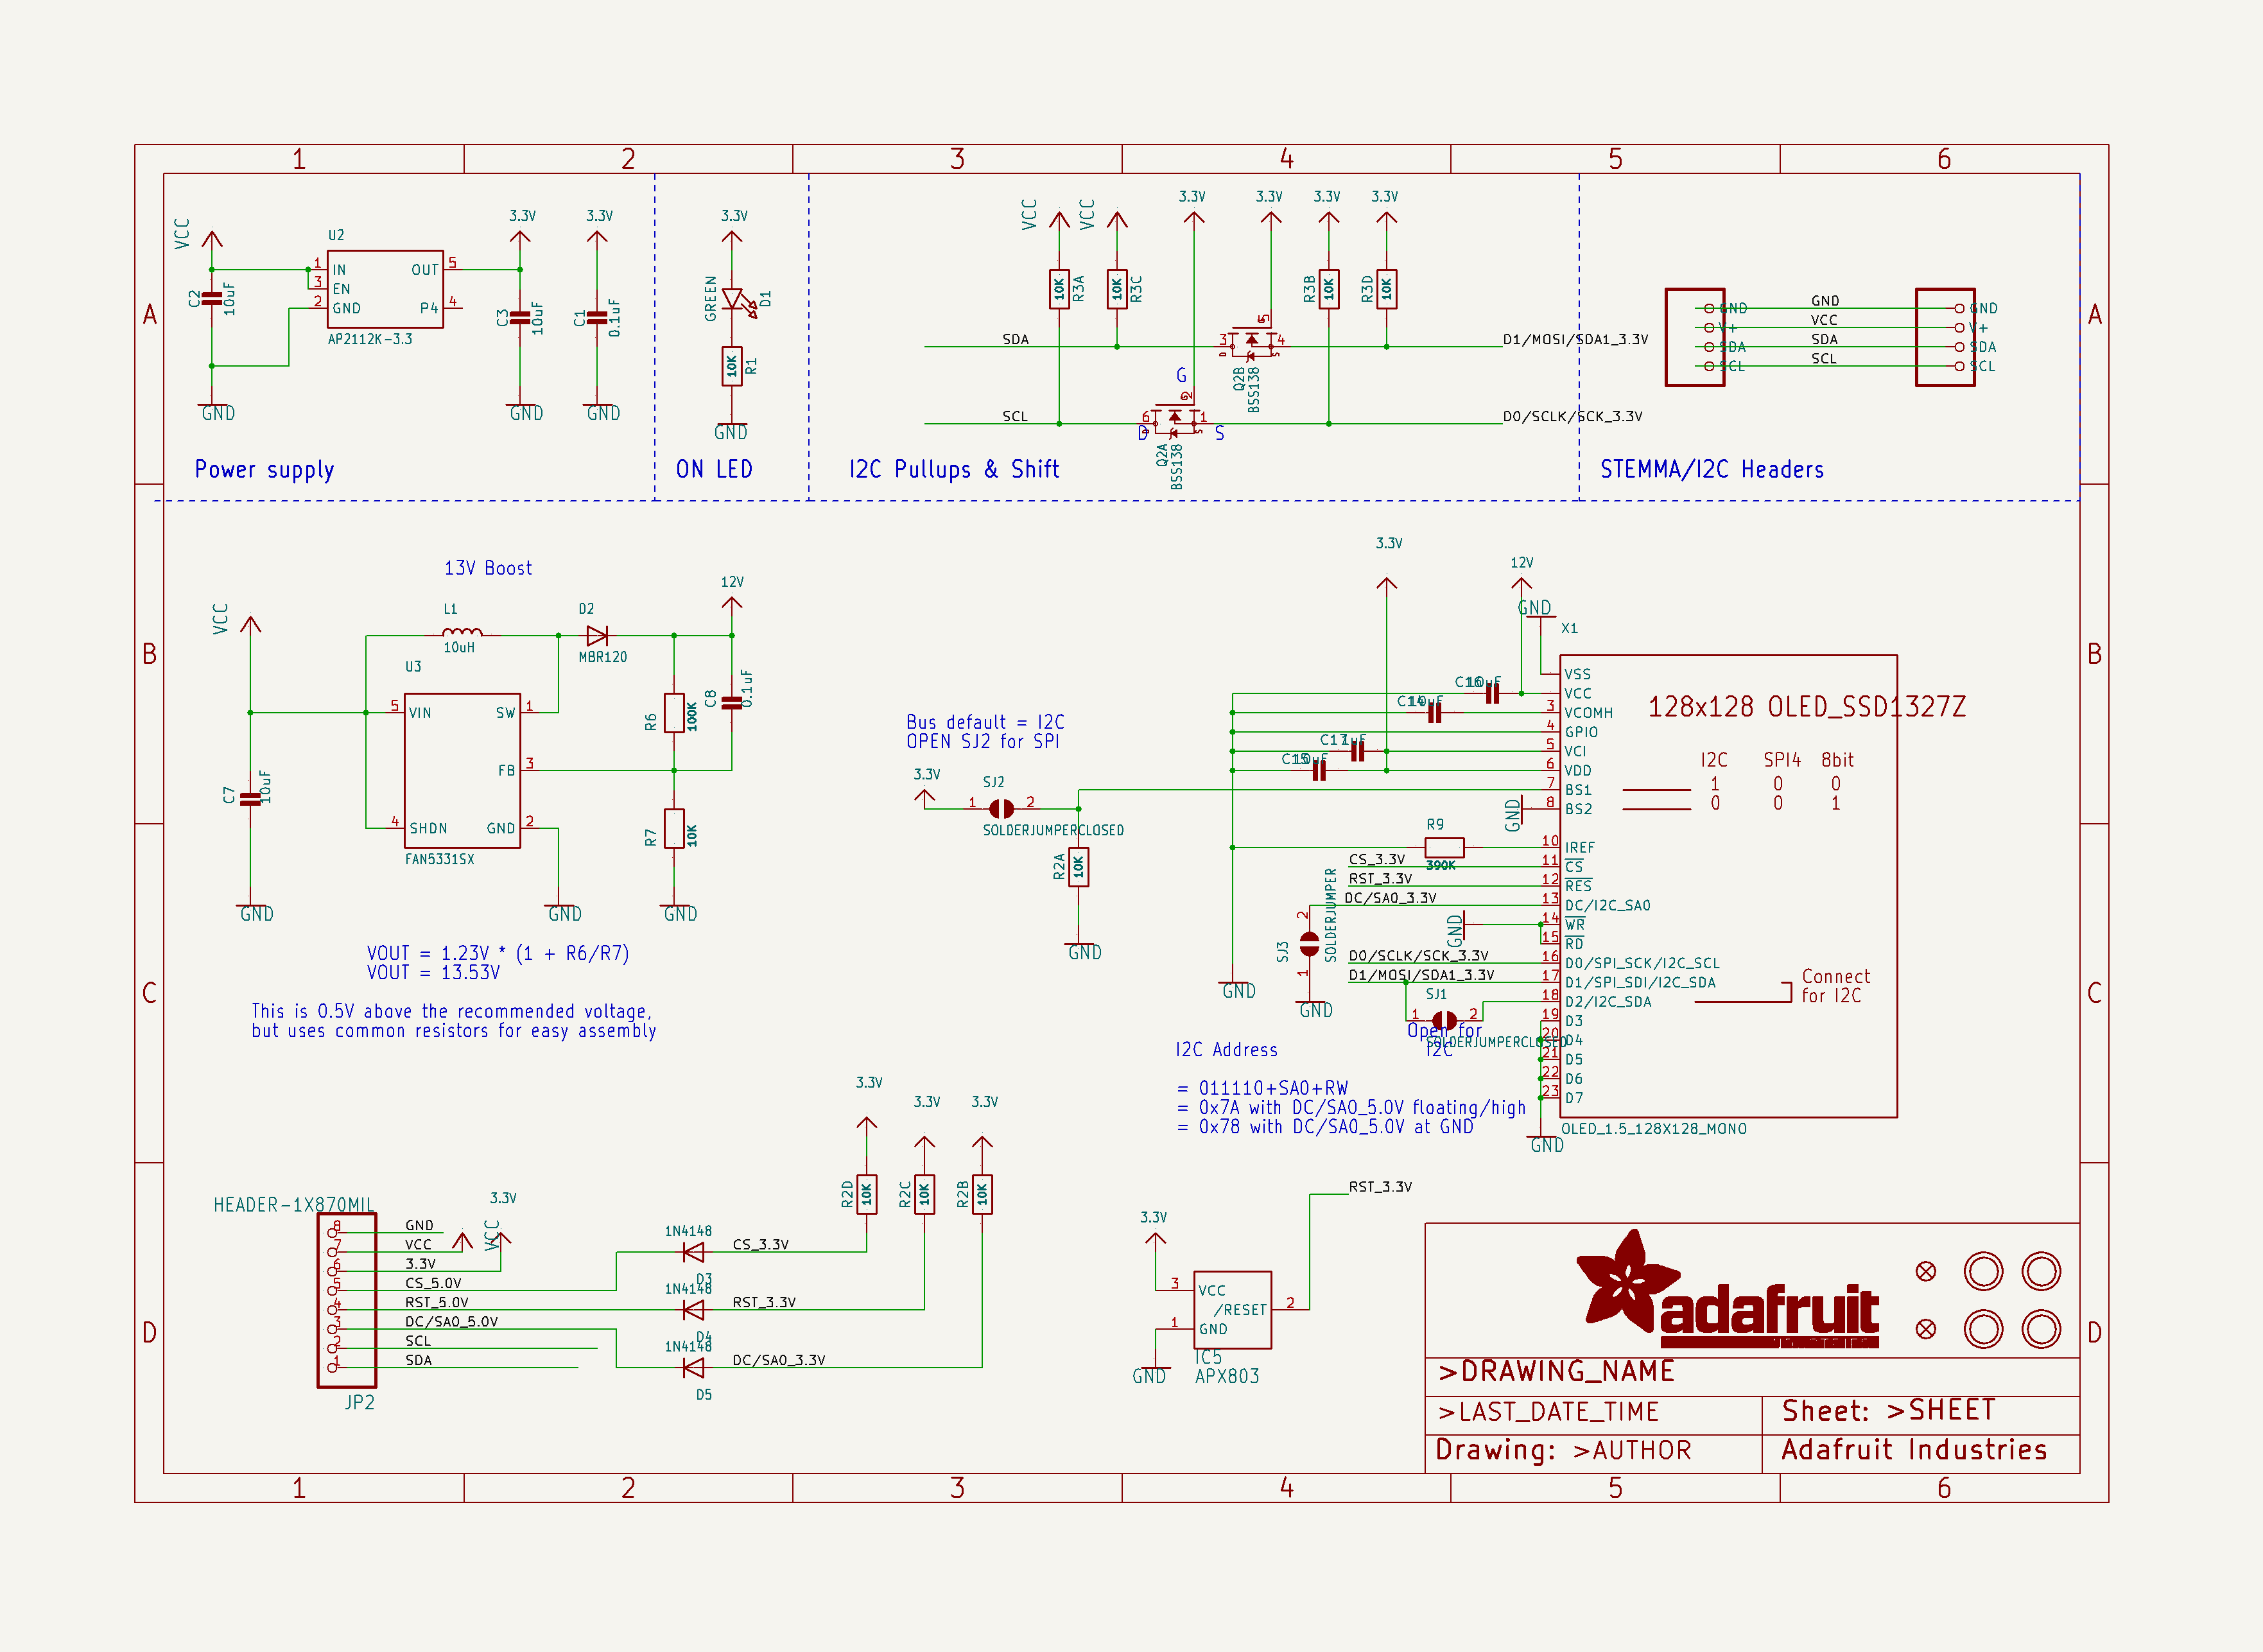 1 2 3 4 5 6
A
A
B
B
C
C
D
D
1 2 3 4 5 6
VCC
U2
1 IN
3 EN
2 GND
OUT 5
P4 4
AP2112K-3.3
C2
10uF
GND
3.3V
C3
10uF
GND
3.3V
C1
0.1uF
GND
Power supply
3.3V
GREEN
D1
10K
R1
GND
ON LED
VCC
VCC
3.3V
3.3V
3.3V
3.3V
10K
R3A
10K
R3C
R3B
10K
R3D
10K
SDA
3
4
5
D
S
Q2B
BSS138
D1/MOSI/SDA1_3.3V
G
2
SCL
6
1
D
S
Q2A
BSS138
D0/SCLK/SCK_3.3V
I2C Pullups & Shift
GND
V+
SDA
SCL
GND
VCC
SDA
SCL
GND
V+
SDA
SCL
STEMMA/I2C Headers
13V Boost
VCC
L1
10uH
D2
MBR120
12V
U3
5 VIN
SW 1
FB 3
4 SHDN
GND 2
FAN5331SX
R6
100K
C8
0.1uF
R7
10K
C7
10uF
GND
GND
GND
VOUT = 1.23V * (1 + R6/R7)
VOUT = 13.53V
This is 0.5V above the recommended voltage,
but uses common resistors for easy assembly
Bus default = I2C
OPEN SJ2 for SPI
3.3V
SJ2
1
2
SOLDERJUMPERCLOSED
R2A
10K
GND
3.3V
12V
GND
X1
C16
10uF
C14
10uF
C17
1uF
C15
10uF
VSS
VCC
3 VCOMH
4 GPIO
5 VCI
6 VDD
7 BS1
8 BS2
10 IREF
11 CS
12 RES
13 DC/I2C_SA0
14 WR
15 RD
16 D0/SPI_SCK/I2C_SCL
17 D1/SPI_SDI/I2C_SDA
18 D2/I2C_SDA
19 D3
20 D4
21 D5
22 D6
23 D7
128x128 OLED_SSD1327Z
I2C SPI4 8bit
1 0 0
0 0 1
Connect
for I2C
OLED_1.5_128X128_MONO
GND
GND
R9
390K
CS_3.3V
RST_3.3V
DC/SA0_3.3V
GND
D0/SCLK/SCK_3.3V
D1/MOSI/SDA1_3.3V
SJ3
2
1
SOLDERJUMPER
GND
GND
SJ1
1
2
SOLDERJUMPERCLOSED
Open for
I2C
I2C Address
= 011110+SA0+RW
= 0x7A with DC/SA0_5.0V floating/high
= 0x78 with DC/SA0_5.0V at GND
HEADER-1X870MIL
3.3V
VCC
8 GND
7 VCC
6 3.3V
5 CS_5.0V
4 RST_5.0V
3 DC/SA0_5.0V
2 SCL
1 SDA
JP2
3.3V
3.3V
3.3V
R2D
10K
R2C
10K
R2B
10K
1N4148
D3
CS_3.3V
1N4148
D4
RST_3.3V
1N4148
D5
DC/SA0_3.3V
3.3V
RST_3.3V
3 VCC
/RESET 2
1 GND
GND
IC5
APX803
adafruit
>DRAWING_NAME
>LAST_DATE_TIME
Sheet: >SHEET
Drawing: >AUTHOR
Adafruit Industries